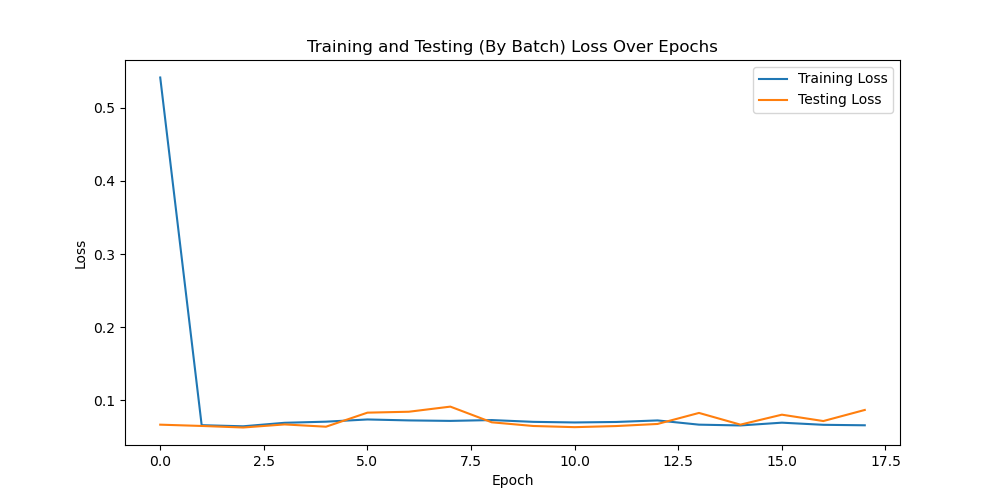 Training and Testing (By Batch) Loss Over Epochs
Training Loss
Testing Loss
0.5
0.4
0.3
0.2
0.1
Loss
0.0 2.5 5.0 7.5 10.0 12.5 15.0 17.5
Epoch